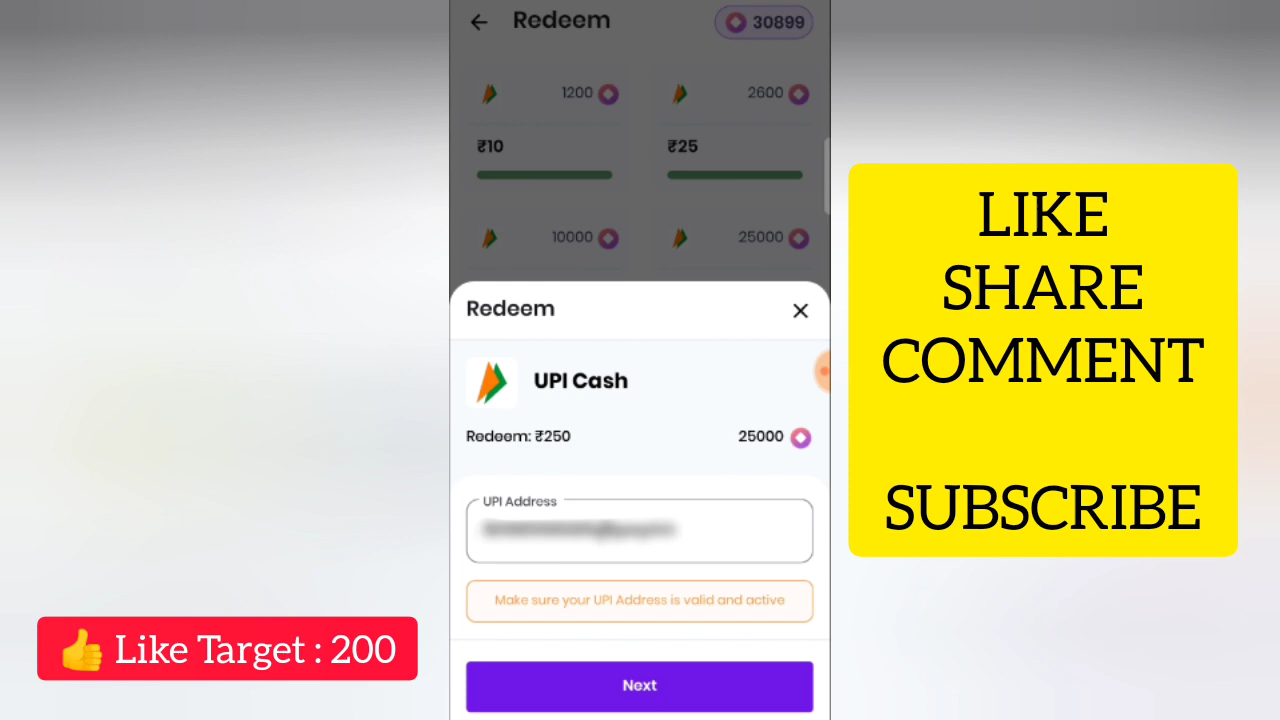 Redeem
30899
1200
2600
₹10
₹25
10000
25000
Redeem
UPI Cash
Redeem: ₹250
25000
UPI Address
Make sure your UPI Address is valid and active
Next
LIKE
SHARE
COMMENT
SUBSCRIBE
👍 Like Target : 200